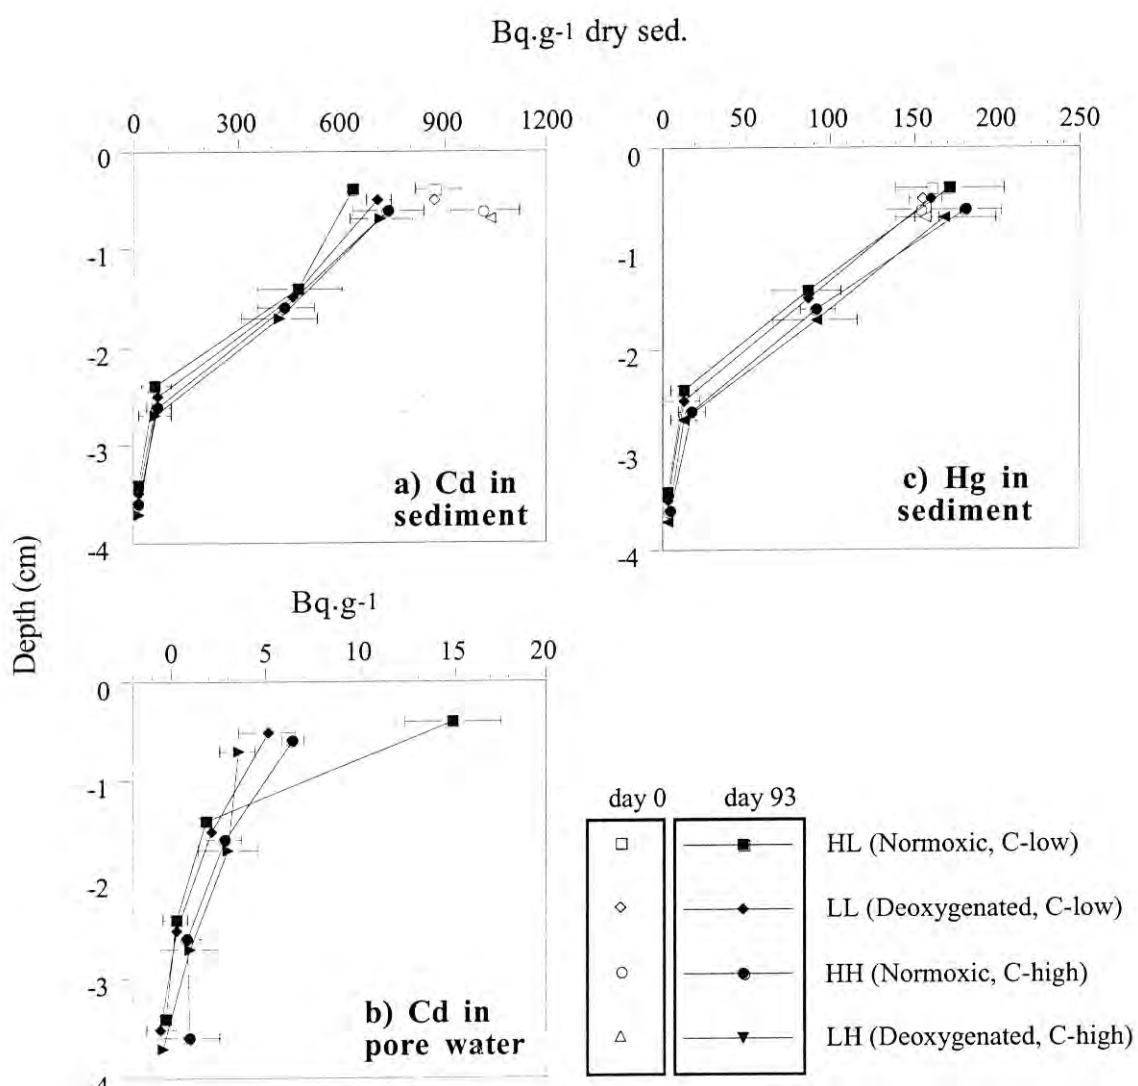 Bq.g-1 dry sed.
0 300 600 900 1200
0
-1
-2
-3
-4
a) Cd in
sediment
0 50 100 150 200 250
0
-1
-2
-3
-4
c) Hg in
sediment
Depth (cm)
Bq.g-1
0 5 10 15 20
0
-1
-2
-3
-4
b) Cd in
pore water
day 0 day 93
HL (Normoxic, C-low)
LL (Deoxygenated, C-low)
HH (Normoxic, C-high)
LH (Deoxygenated, C-high)